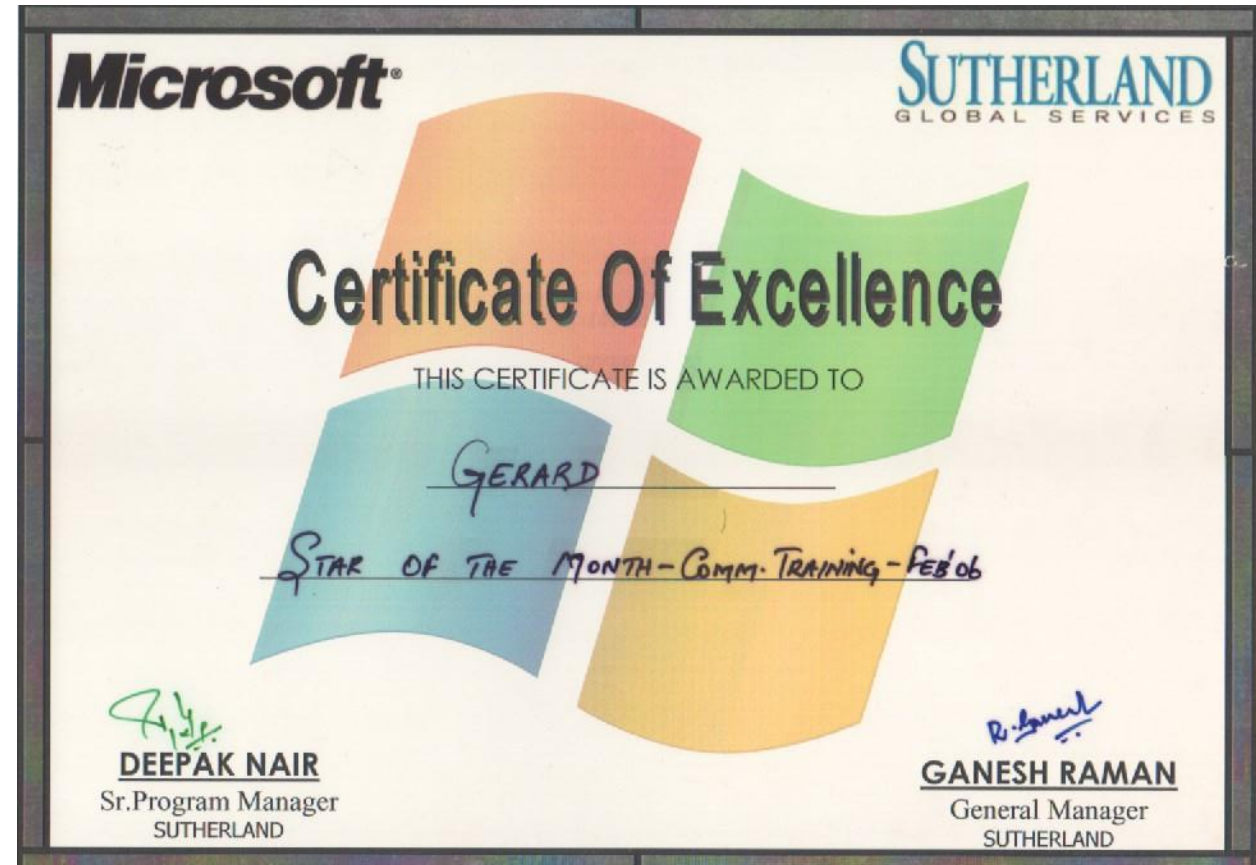 Microsoft®
SUTHERLAND
GLOBAL SERVICES
Certificate Of Excellence
THIS CERTIFICATE IS AWARDED TO
GERARD
STAR OF THE MONTH-COMM. TRAINING-FEB'06
R. Ganesh
DEEPAK NAIR
Sr.Program Manager
SUTHERLAND
GANESH RAMAN
General Manager
SUTHERLAND